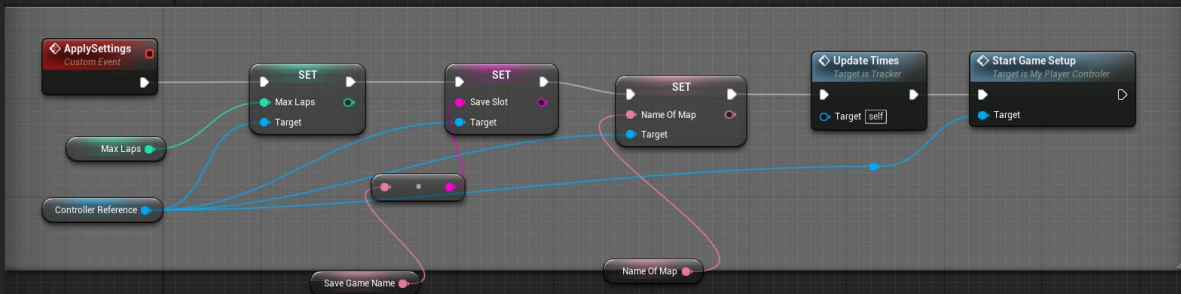 ApplySettings
Custom Event
SET
Max Laps
Target
SET
Save Slot
Target
SET
Name Of Map
Target
Update Times
Target is Tracker
Target self
Start Game Setup
Target is My Player Controler
Target
Max Laps
Controller Reference
Save Game Name
Name Of Map